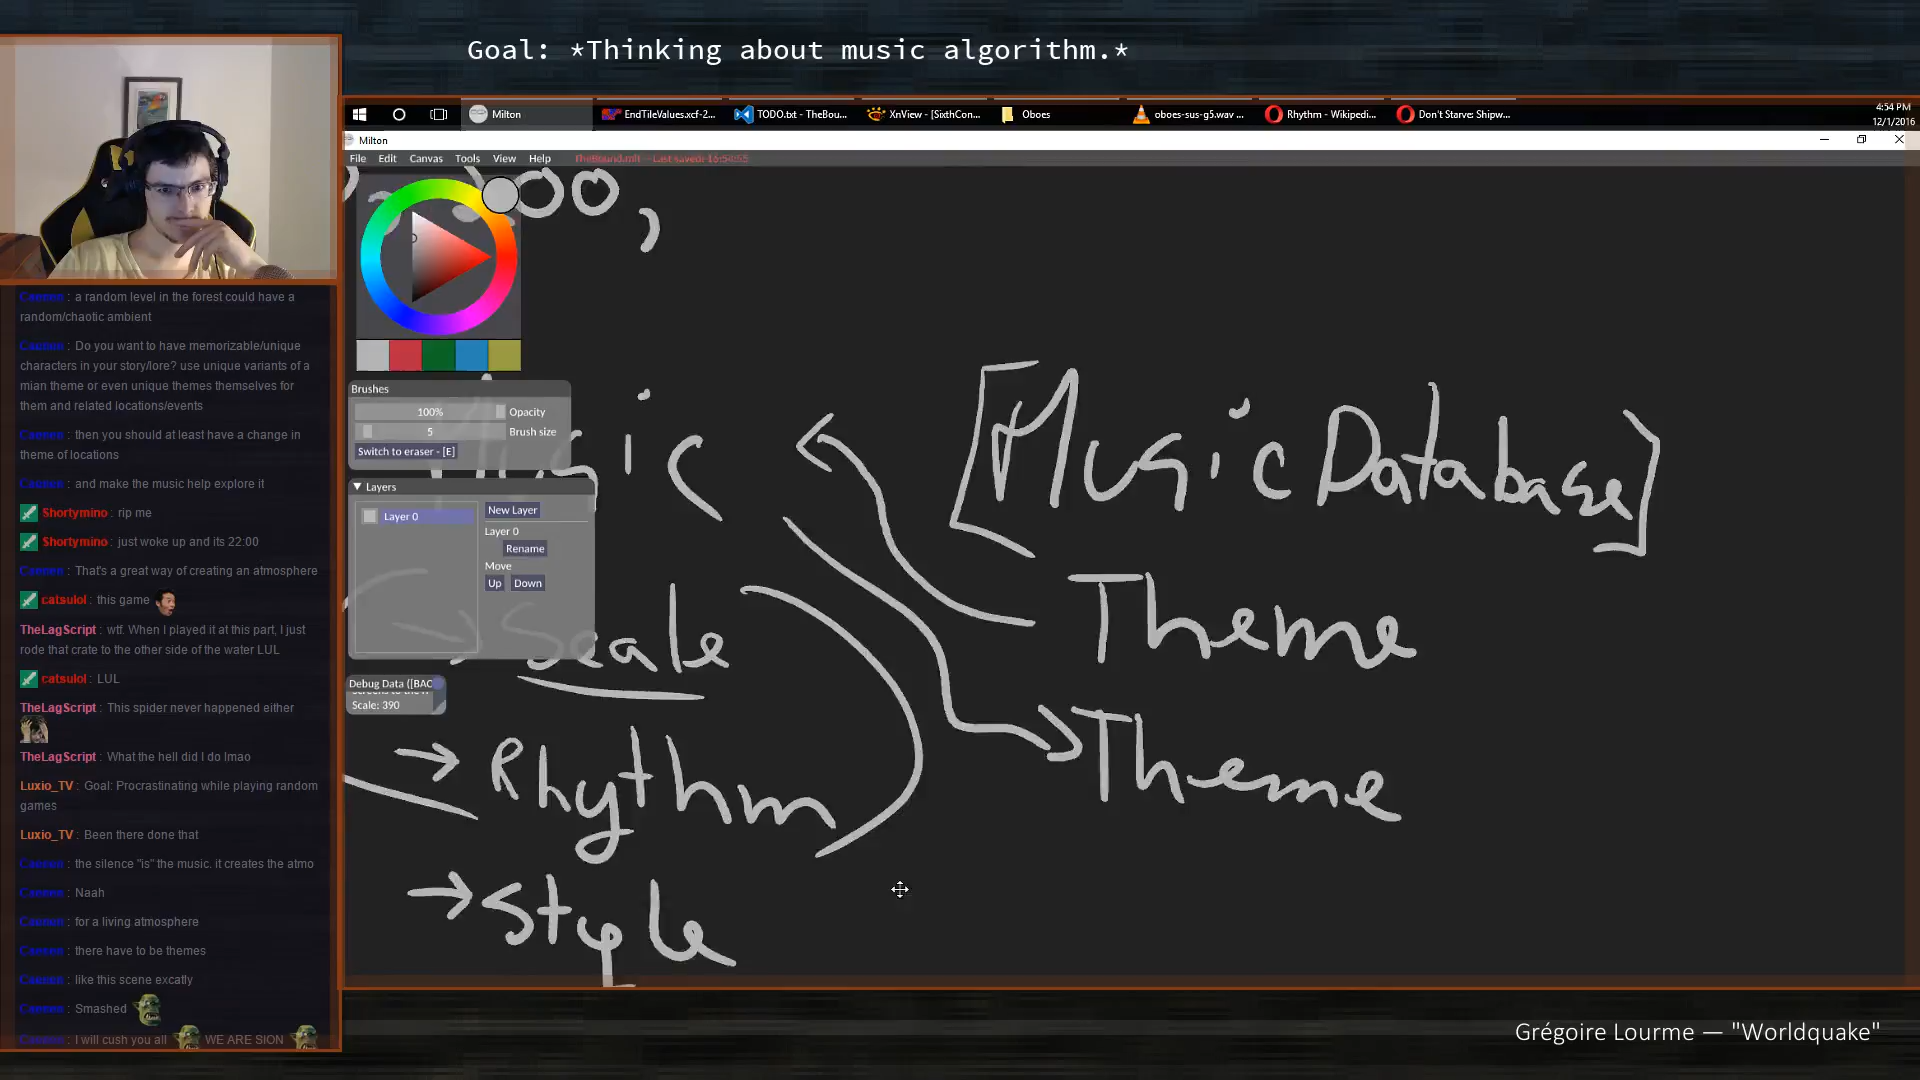 Goal: *Thinking about music algorithm.*
Milton
EndTileValues.xcf-2...
TODO.txt - TheBou...
XnView - [SixthCon...
Oboes
oboes-sus-g5.wav ...
Rhythm - Wikipedi...
Don't Starve: Shipw...
4:54 PM
12/1/2016
Milton
File Edit Canvas Tools View Help
Brushes
100% Opacity
5 Brush size
Switch to eraser - [E]
Layers
Layer 0
New Layer
Layer 0
Rename
Move
Up Down
Debug Data ([BAC
Scale: 390
00,
[MusicDatabase]
Theme
Scale
Theme
→ Rhythm
→ Style
: a random level in the forest could have a
random/chaotic ambient
: Do you want to have memorizable/unique
characters in your story/lore? use unique variants of a
mian theme or even unique themes themselves for
them and related locations/events
: then you should at least have a change in
theme of locations
: and make the music help explore it
Shortymino : rip me
Shortymino : just woke up and its 22:00
: That's a great way of creating an atmosphere
catsulol : this game
TheLagScript : wtf. When I played it at this part, I just
rode that crate to the other side of the water LUL
catsulol : LUL
TheLagScript : This spider never happened either
TheLagScript : What the hell did I do lmao
Luxio_TV : Goal: Procrastinating while playing random
games
Luxio_TV : Been there done that
: the silence "is" the music. it creates the atmo
: Naah
: for a living atmosphere
: there have to be themes
: like this scene excatly
: Smashed
: I will cush you all WE ARE SION
Grégoire Lourme — "Worldquake"